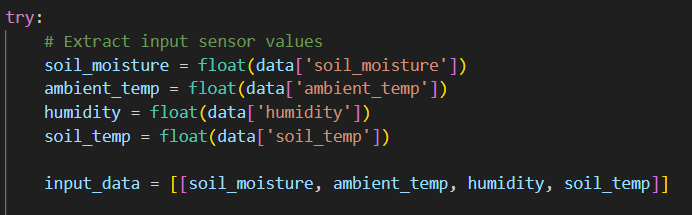 try:
    # Extract input sensor values
    soil_moisture = float(data['soil_moisture'])
    ambient_temp = float(data['ambient_temp'])
    humidity = float(data['humidity'])
    soil_temp = float(data['soil_temp'])

    input_data = [[soil_moisture, ambient_temp, humidity, soil_temp]]